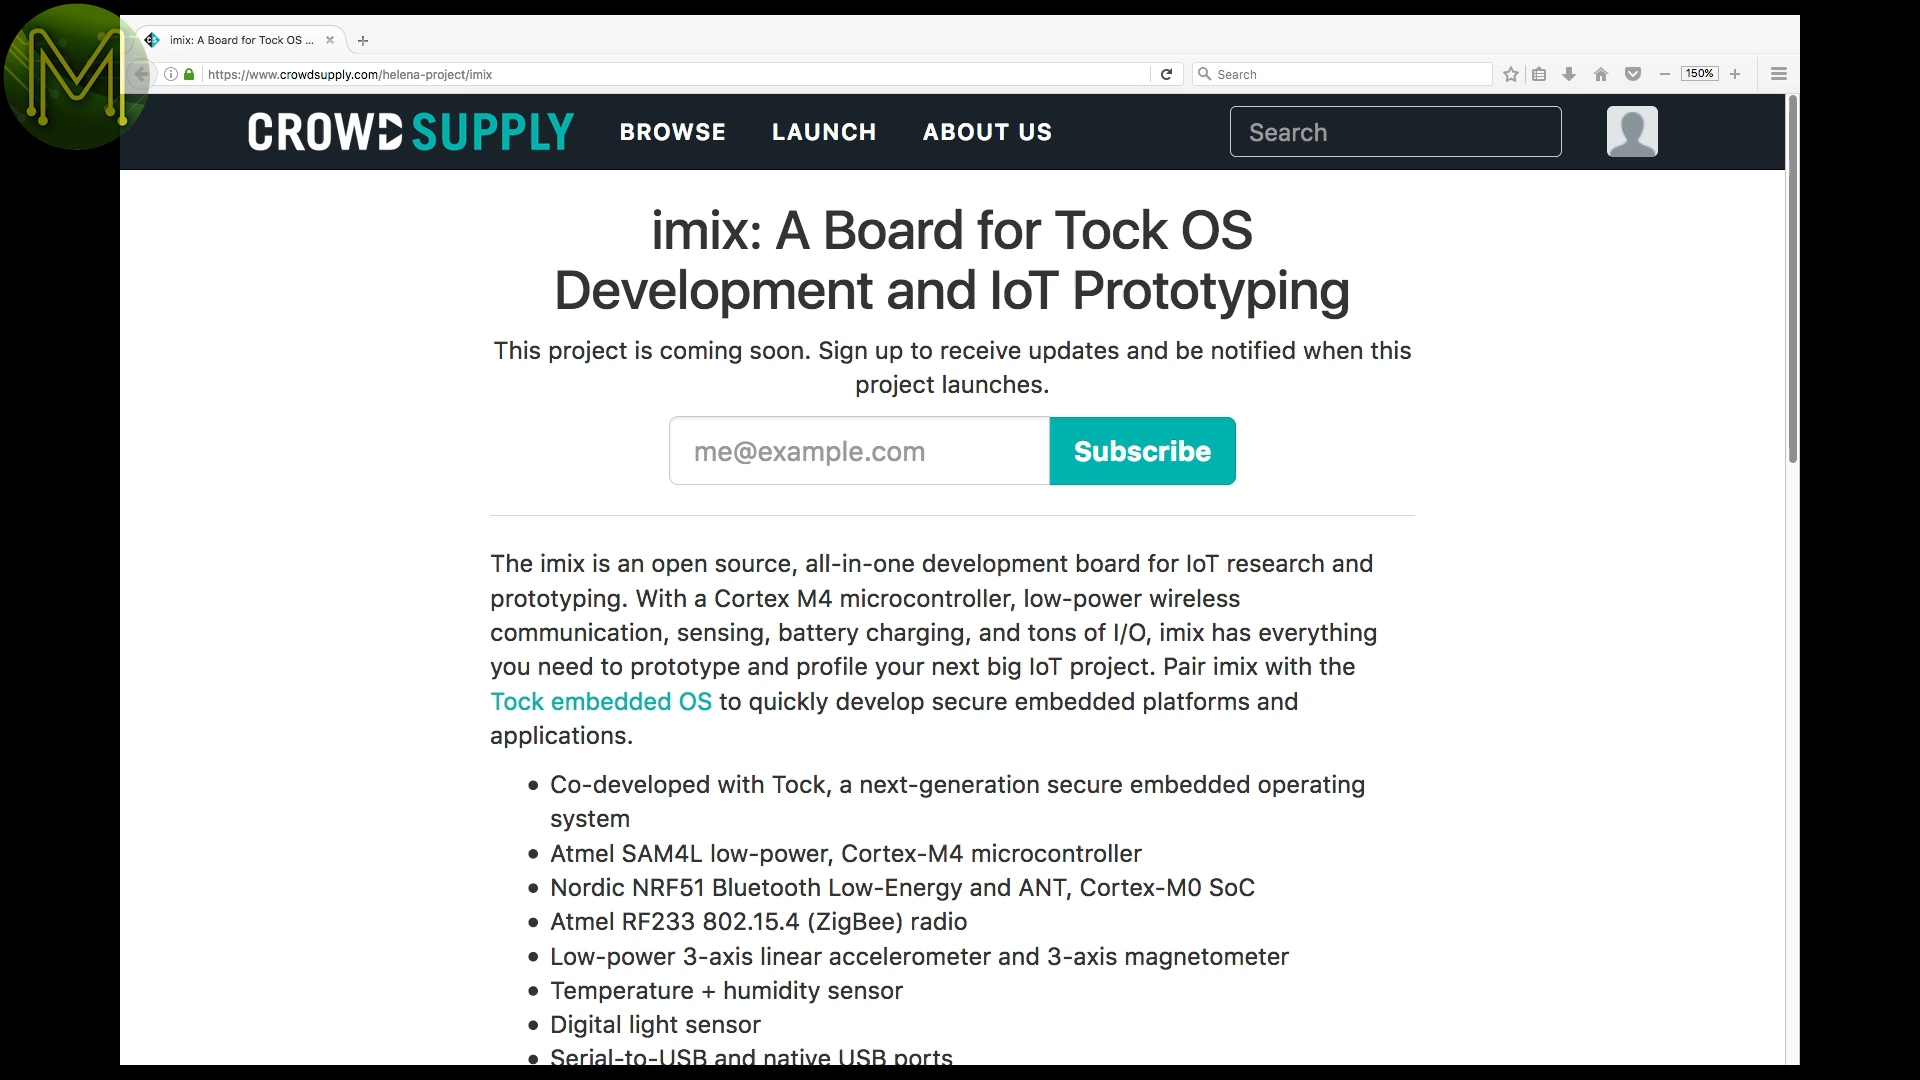 M
imix: A Board for Tock OS ...
https://www.crowdsupply.com/helena-project/imix
Search
150%
CROWD SUPPLY
BROWSE
LAUNCH
ABOUT US
Search
imix: A Board for Tock OS
Development and IoT Prototyping
This project is coming soon. Sign up to receive updates and be notified when this
project launches.
me@example.com
Subscribe
The imix is an open source, all-in-one development board for IoT research and
prototyping. With a Cortex M4 microcontroller, low-power wireless
communication, sensing, battery charging, and tons of I/O, imix has everything
you need to prototype and profile your next big IoT project. Pair imix with the
Tock embedded OS to quickly develop secure embedded platforms and
applications.
• Co-developed with Tock, a next-generation secure embedded operating
system
• Atmel SAM4L low-power, Cortex-M4 microcontroller
• Nordic NRF51 Bluetooth Low-Energy and ANT, Cortex-M0 SoC
• Atmel RF233 802.15.4 (ZigBee) radio
• Low-power 3-axis linear accelerometer and 3-axis magnetometer
• Temperature + humidity sensor
• Digital light sensor
• Serial-to-USB and native USB ports